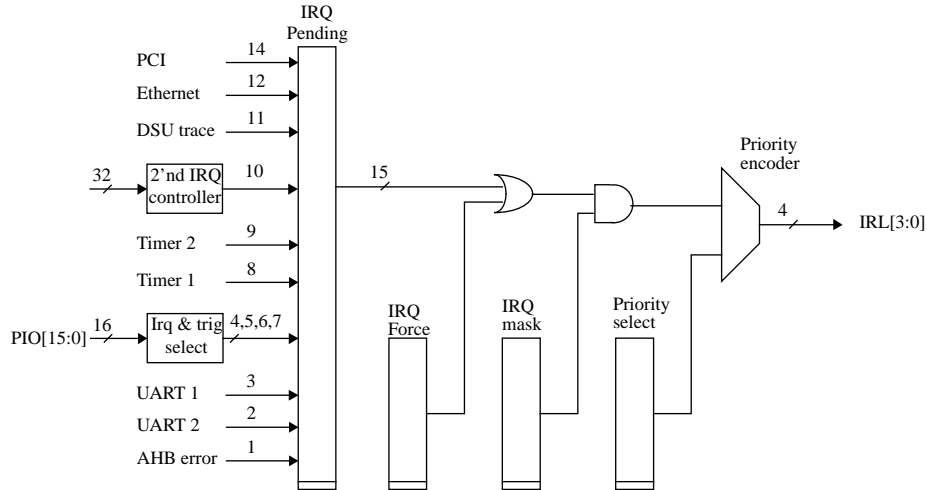 IRQ
Pending
PCI 14
Ethernet 12
DSU trace 11
32
2'nd IRQ
controller
10
15
Priority
encoder
4
IRL[3:0]
Timer 2 9
Timer 1 8
PIO[15:0]
16
Irq & trig
select
4,5,6,7
IRQ
Force
IRQ
mask
Priority
select
UART 1 3
UART 2 2
AHB error 1